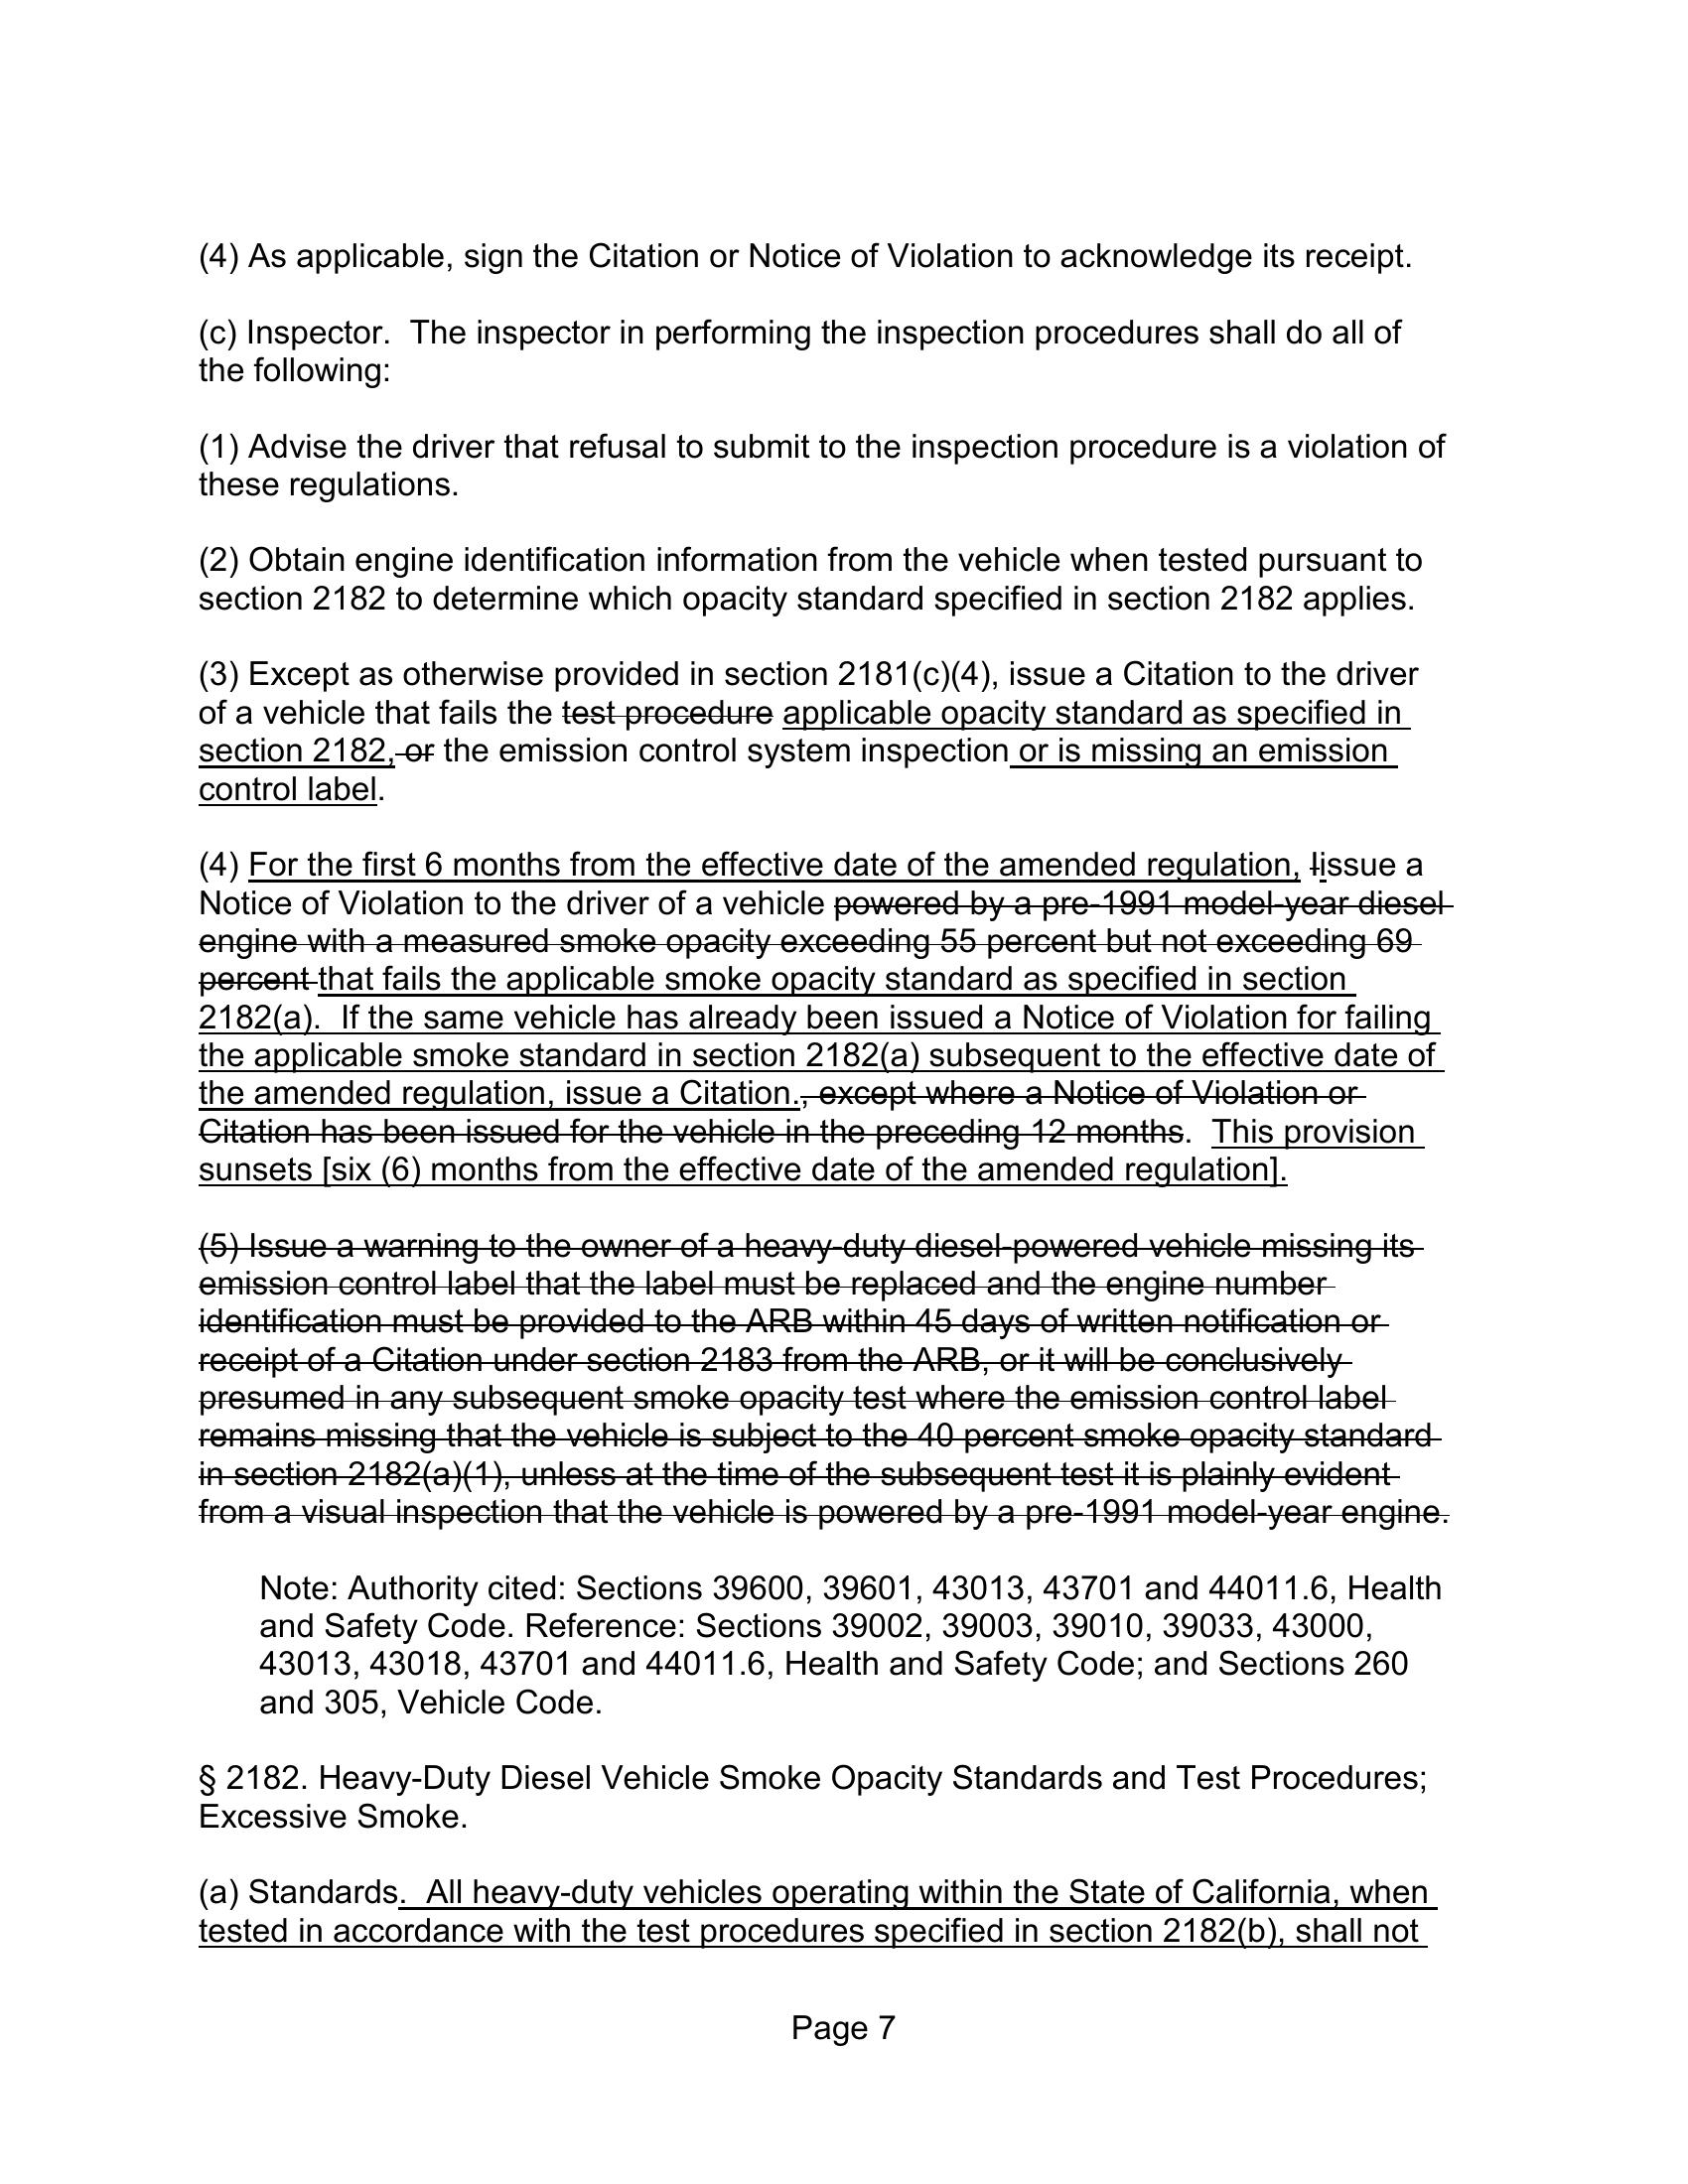 (4) As applicable, sign the Citation or Notice of Violation to acknowledge its receipt.
(c) Inspector.  The inspector in performing the inspection procedures shall do all of
the following:
(1) Advise the driver that refusal to submit to the inspection procedure is a violation of
these regulations.
(2) Obtain engine identification information from the vehicle when tested pursuant to
section 2182 to determine which opacity standard specified in section 2182 applies.
(3) Except as otherwise provided in section 2181(c)(4), issue a Citation to the driver
of a vehicle that fails the test procedure applicable opacity standard as specified in
section 2182, or the emission control system inspection or is missing an emission
control label.
(4) For the first 6 months from the effective date of the amended regulation, Iissue a
Notice of Violation to the driver of a vehicle powered by a pre-1991 model-year diesel
engine with a measured smoke opacity exceeding 55 percent but not exceeding 69
percent that fails the applicable smoke opacity standard as specified in section
2182(a).  If the same vehicle has already been issued a Notice of Violation for failing
the applicable smoke standard in section 2182(a) subsequent to the effective date of
the amended regulation, issue a Citation., except where a Notice of Violation or
Citation has been issued for the vehicle in the preceding 12 months.  This provision
sunsets [six (6) months from the effective date of the amended regulation].
(5) Issue a warning to the owner of a heavy-duty diesel-powered vehicle missing its
emission control label that the label must be replaced and the engine number
identification must be provided to the ARB within 45 days of written notification or
receipt of a Citation under section 2183 from the ARB, or it will be conclusively
presumed in any subsequent smoke opacity test where the emission control label
remains missing that the vehicle is subject to the 40 percent smoke opacity standard
in section 2182(a)(1), unless at the time of the subsequent test it is plainly evident
from a visual inspection that the vehicle is powered by a pre-1991 model-year engine.
Note: Authority cited: Sections 39600, 39601, 43013, 43701 and 44011.6, Health
and Safety Code. Reference: Sections 39002, 39003, 39010, 39033, 43000,
43013, 43018, 43701 and 44011.6, Health and Safety Code; and Sections 260
and 305, Vehicle Code.
§ 2182. Heavy-Duty Diesel Vehicle Smoke Opacity Standards and Test Procedures;
Excessive Smoke.
(a) Standards.  All heavy-duty vehicles operating within the State of California, when
tested in accordance with the test procedures specified in section 2182(b), shall not
Page 7